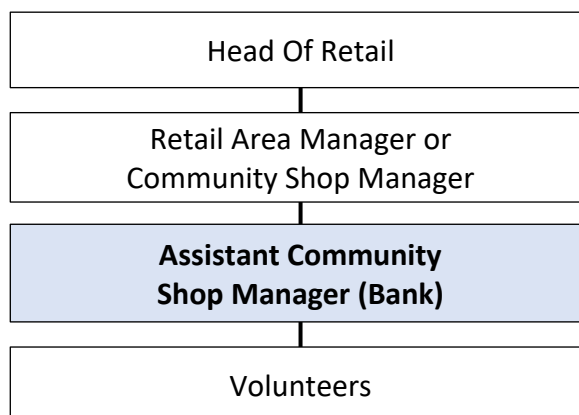 Head Of Retail
Retail Area Manager or
Community Shop Manager
Assistant Community
Shop Manager (Bank)
Volunteers